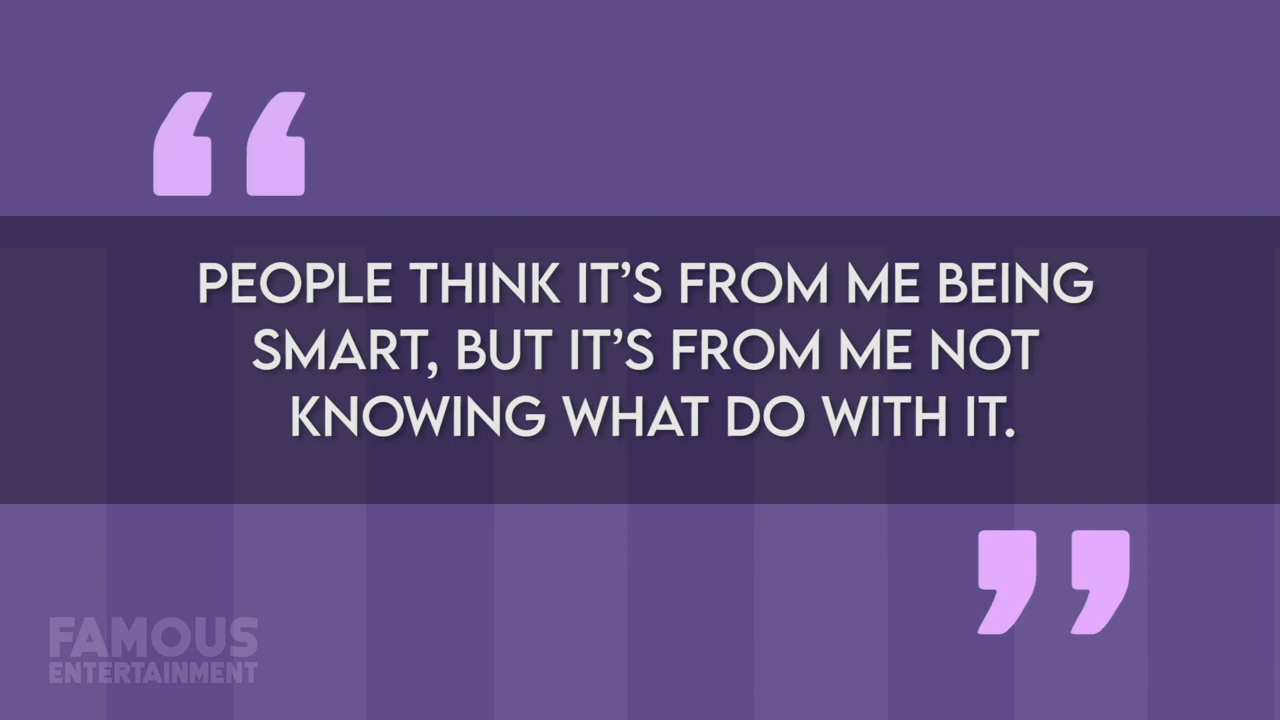 PEOPLE THINK IT’S FROM ME BEING
SMART, BUT IT’S FROM ME NOT
KNOWING WHAT DO WITH IT.
FAMOUS
ENTERTAINMENT